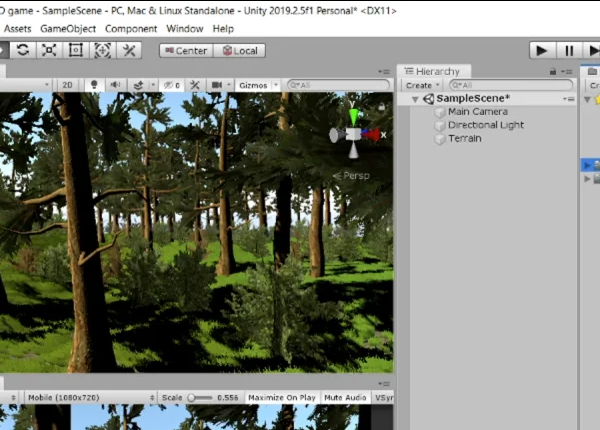 game - SampleScene - PC, Mac & Linux Standalone - Unity 2019.2.5f1 Personal* <DX11>
Assets GameObject Component Window Help
Center Local
2D 0 Gizmos All
Hierarchy
Create All
SampleScene*
Main Camera
Directional Light
Terrain
y
x
Persp
Mobile (1080x720) Scale 0.556 Maximize On Play Mute Audio VSyr